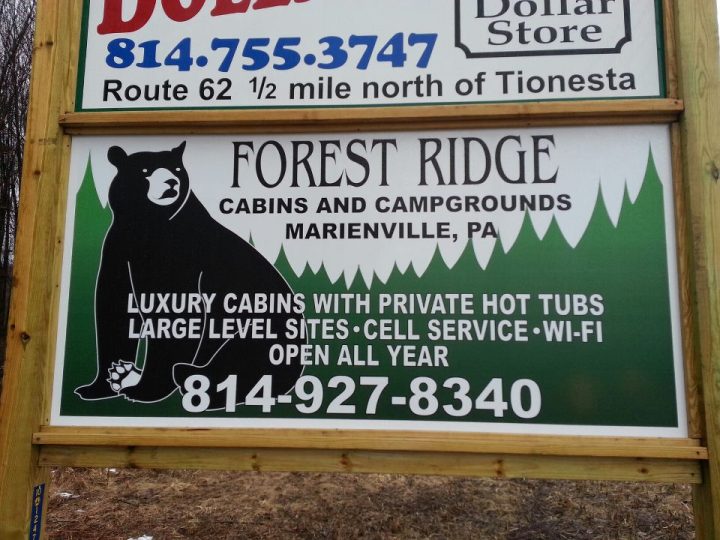 814.755.3747
Dollar
Store
Route 62 1/2 mile north of Tionesta
FOREST RIDGE
CABINS AND CAMPGROUNDS
MARIENVILLE, PA
LUXURY CABINS WITH PRIVATE HOT TUBS
LARGE LEVEL SITES • CELL SERVICE • WI-FI
OPEN ALL YEAR
814-927-8340